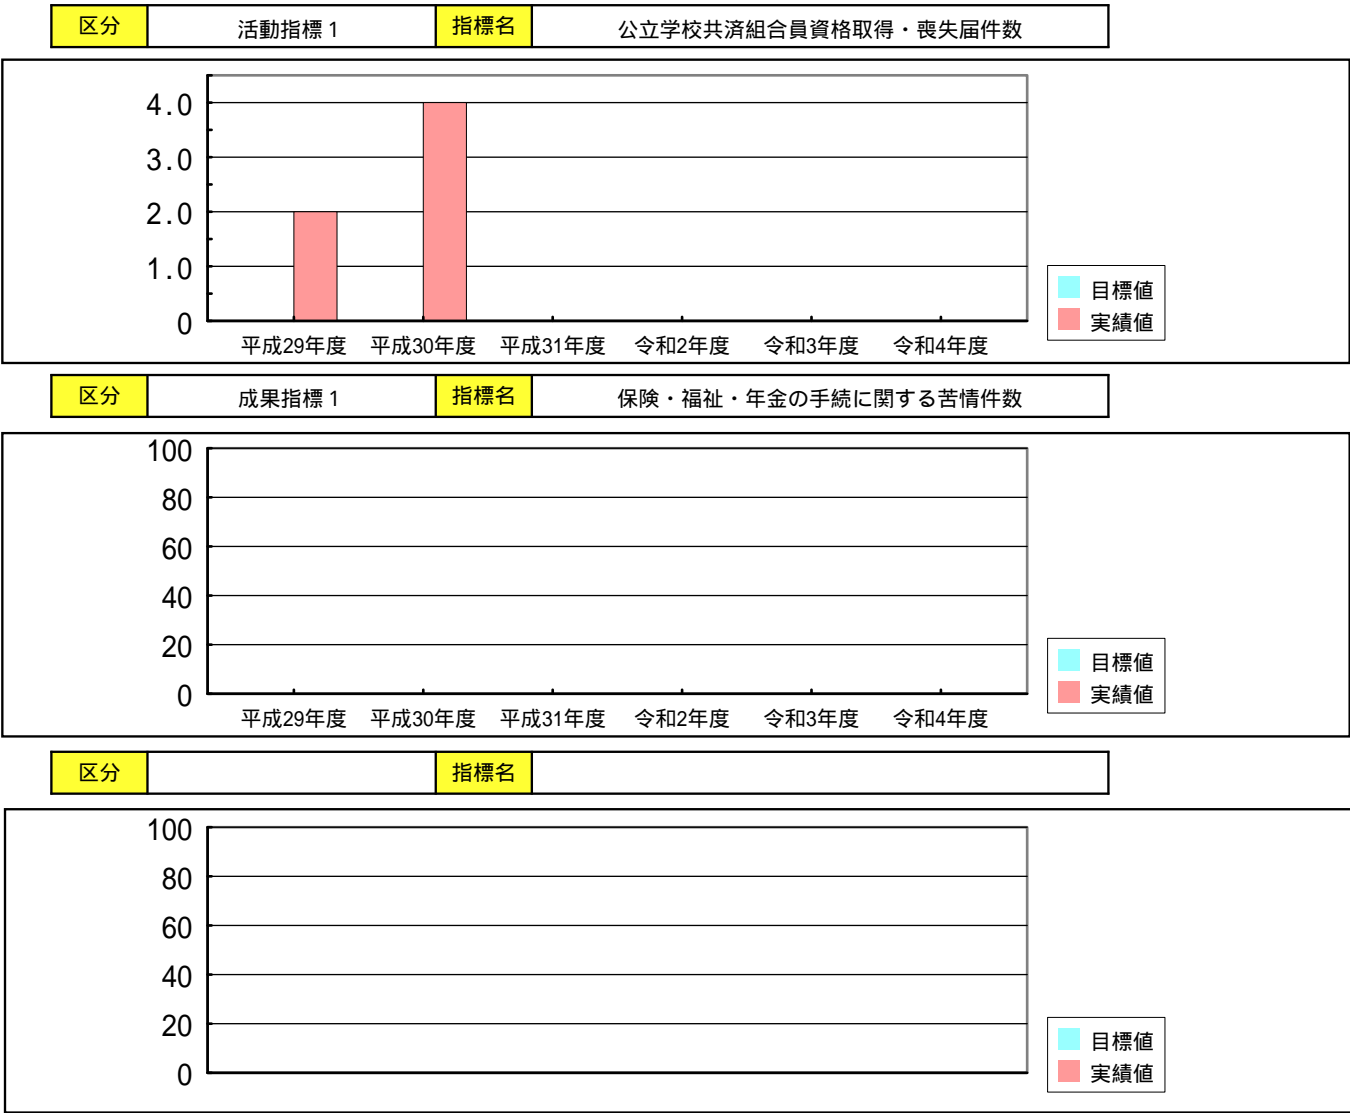 区分 活動指標1 指標名 公立学校共済組合員資格取得・喪失届件数
4.0
3.0
2.0
1.0
0
平成29年度 平成30年度 平成31年度 令和2年度 令和3年度 令和4年度
目標値
実績値
区分 成果指標1 指標名 保険・福祉・年金の手続に関する苦情件数
100
80
60
40
20
0
平成29年度 平成30年度 平成31年度 令和2年度 令和3年度 令和4年度
目標値
実績値
区分 指標名
100
80
60
40
20
0
目標値
実績値